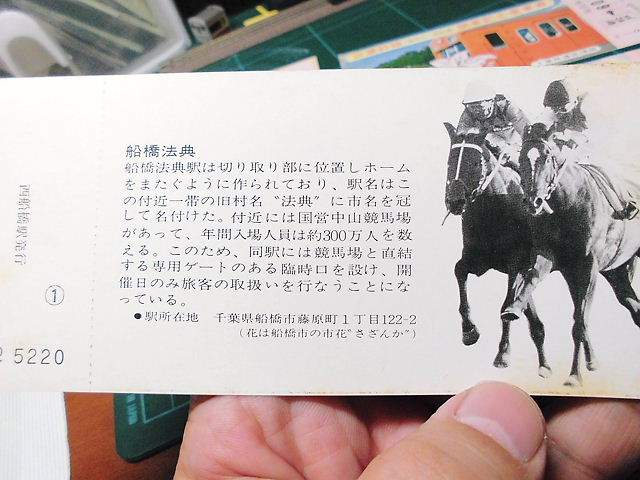 船橋法典
船橋法典駅は切り取り部に位置しホーム
をまたぐように作られており、駅名はこ
の付近一帯の旧村名〝法典〟に市名を冠
して名付けた。付近には国営中山競馬場
があって、年間入場人員は約300万人を数
える。このため、同駅には競馬場と直結
する専用ゲートのある臨時口を設け、開
催日のみ旅客の取扱いを行なうことにな
っている。
●駅所在地 千葉県船橋市藤原町1丁目122-2
(花は船橋市の市花〝さざんか〟)
西船橋駅発行
①
5220